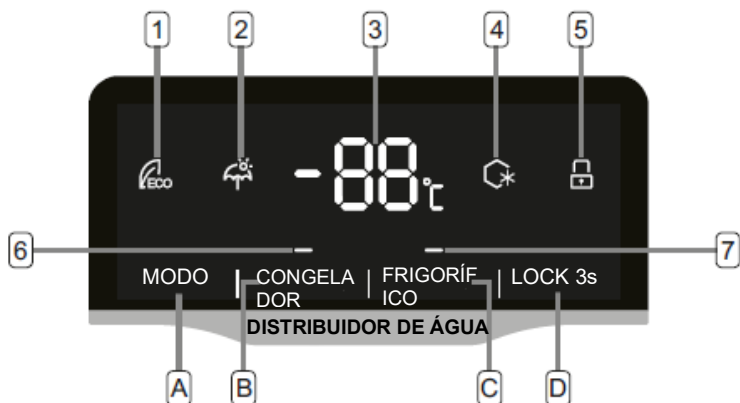 1 2 3 4 5
ECO -88°C
6 7
MODO CONGELA FRIGORÍF LOCK 3s
DOR ICO
DISTRIBUIDOR DE ÁGUA
A B C D